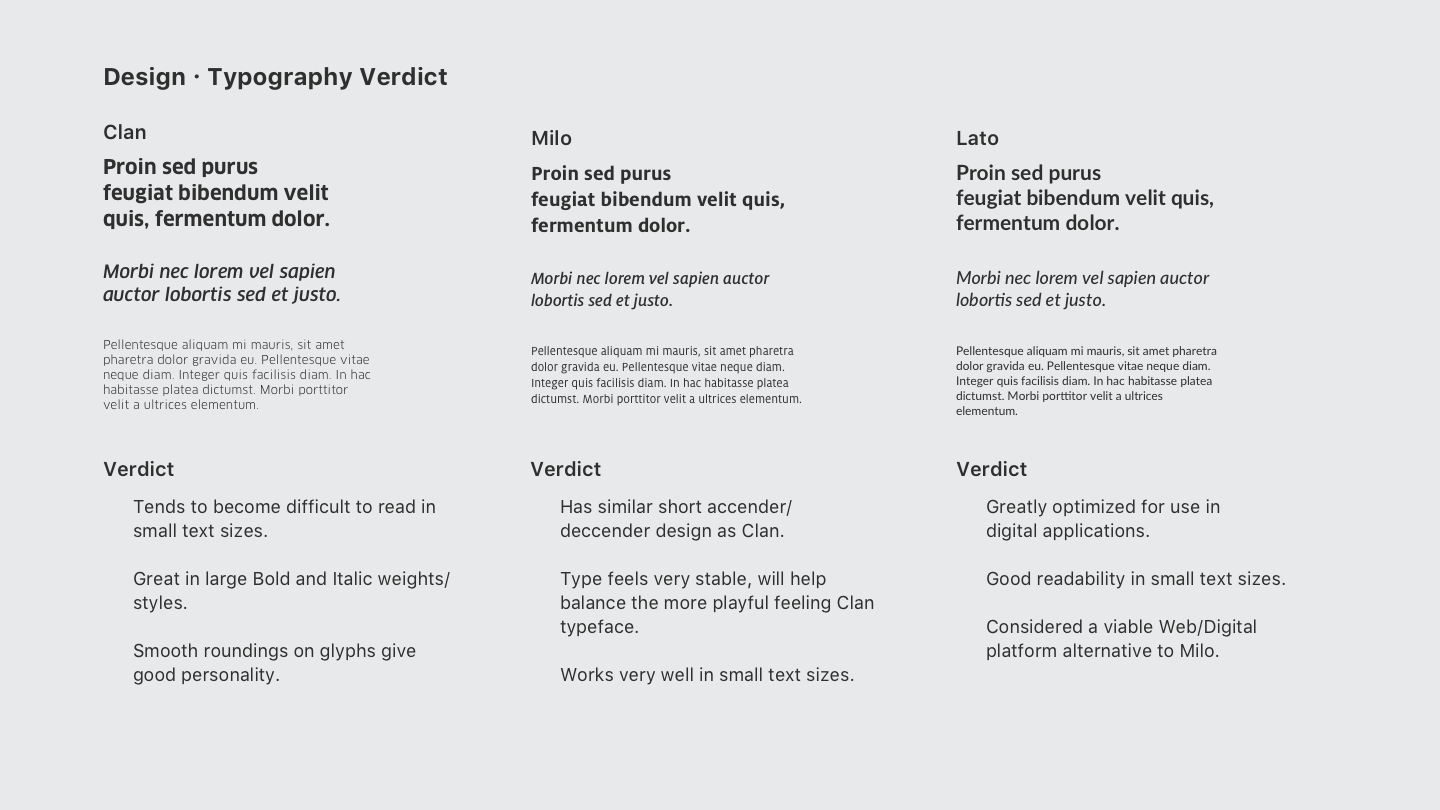 Design · Typography Verdict
Clan
Proin sed purus
feugiat bibendum velit
quis, fermentum dolor.
Morbi nec lorem vel sapien
auctor lobortis sed et justo.
Pellentesque aliquam mi mauris, sit amet
pharetra dolor gravida eu. Pellentesque vitae
neque diam. Integer quis facilisis diam. In hac
habitasse platea dictumst. Morbi porttitor
velit a ultrices elementum.
Verdict
Tends to become difficult to read in
small text sizes.
Great in large Bold and Italic weights/
styles.
Smooth roundings on glyphs give
good personality.
Milo
Proin sed purus
feugiat bibendum velit quis,
fermentum dolor.
Morbi nec lorem vel sapien auctor
lobortis sed et justo.
Pellentesque aliquam mi mauris, sit amet pharetra
dolor gravida eu. Pellentesque vitae neque diam.
Integer quis facilisis diam. In hac habitasse platea
dictumst. Morbi porttitor velit a ultrices elementum.
Verdict
Has similar short accender/
deccender design as Clan.
Type feels very stable, will help
balance the more playful feeling Clan
typeface.
Works very well in small text sizes.
Lato
Proin sed purus
feugiat bibendum velit quis,
fermentum dolor.
Morbi nec lorem vel sapien auctor
lobortis sed et justo.
Pellentesque aliquam mi mauris, sit amet pharetra
dolor gravida eu. Pellentesque vitae neque diam.
Integer quis facilisis diam. In hac habitasse platea
dictumst. Morbi porttitor velit a ultrices
elementum.
Verdict
Greatly optimized for use in
digital applications.
Good readability in small text sizes.
Considered a viable Web/Digital
platform alternative to Milo.